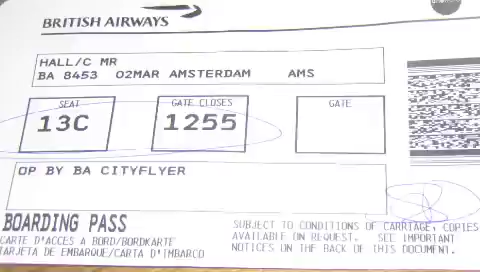 BRITISH AIRWAYS
HALL/C MR
BA 8453 02MAR AMSTERDAM AMS
SEAT
13C
GATE CLOSES
1255
GATE
OP BY BA CITYFLYER
BOARDING PASS
CARTE D'ACCES A BORD/BORDKARTE
TARJETA DE EMBARQUE/CARTA D'IMBARCO
SUBJECT TO CONDITIONS OF CARRIAGE, COPIES
AVAILABLE ON REQUEST. SEE IMPORTANT
NOTICES ON THE BACK OF THIS DOCUMENT.